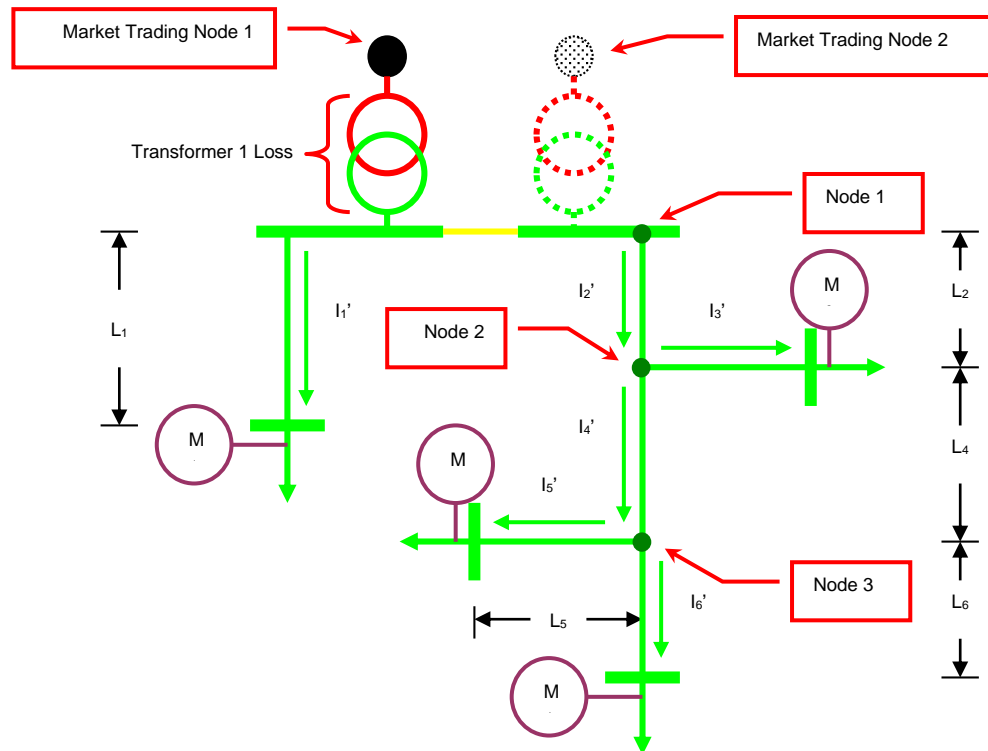 Market Trading Node 1
Market Trading Node 2
Transformer 1 Loss
Node 1
L₁
I₁’
I₂’
I₃’
M
L₂
Node 2
M
I₄’
M
L₄
I₅’
Node 3
I₆’
L₅
L₆
M